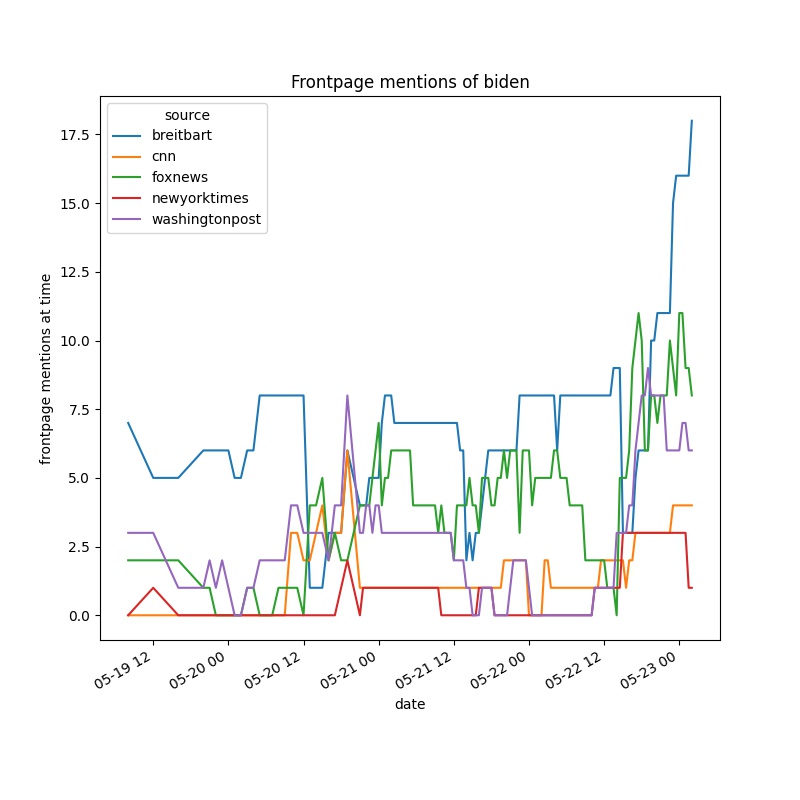 Frontpage mentions of biden
source
breitbart
cnn
foxnews
newyorktimes
washingtonpost
17.5
15.0
12.5
10.0
7.5
5.0
2.5
0.0
frontpage mentions at time
05-19 12
05-20 00
05-20 12
05-21 00
05-21 12
05-22 00
05-22 12
05-23 00
date